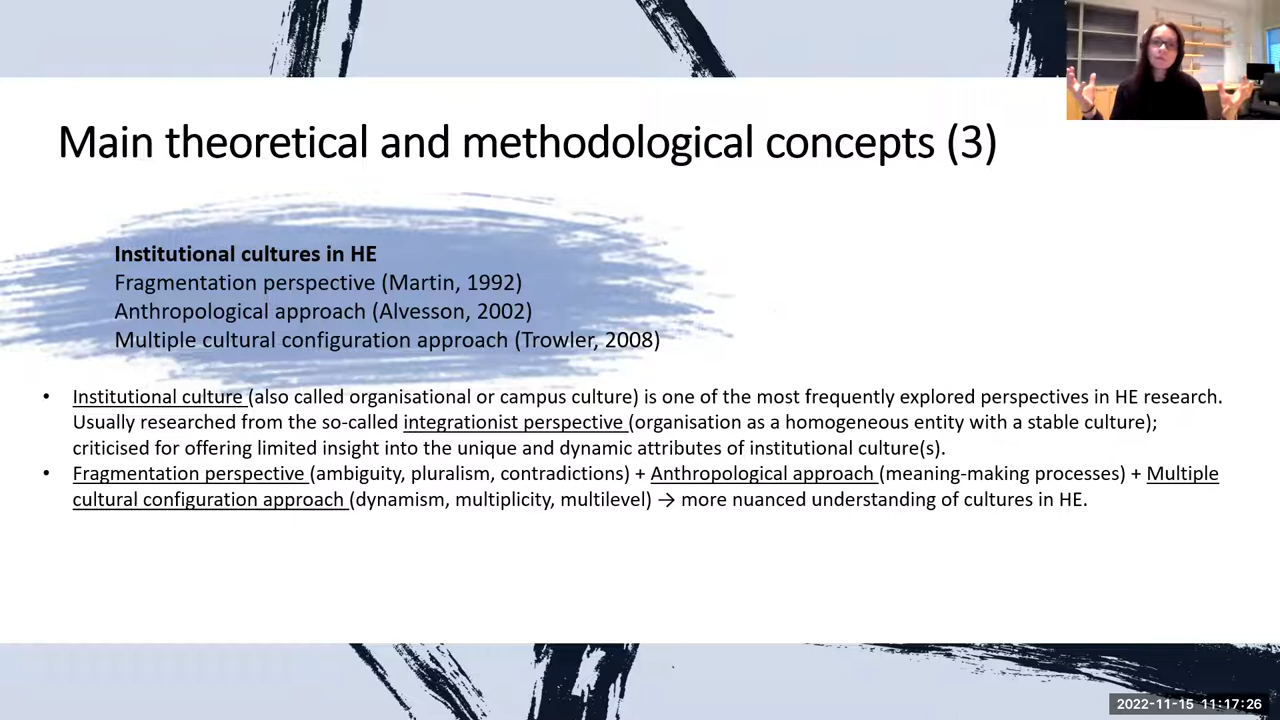 Main theoretical and methodological concepts (3)
Institutional cultures in HE
Fragmentation perspective (Martin, 1992)
Anthropological approach (Alvesson, 2002)
Multiple cultural configuration approach (Trowler, 2008)
• Institutional culture (also called organisational or campus culture) is one of the most frequently explored perspectives in HE research.
Usually researched from the so-called integrationist perspective (organisation as a homogeneous entity with a stable culture);
criticised for offering limited insight into the unique and dynamic attributes of institutional culture(s).
• Fragmentation perspective (ambiguity, pluralism, contradictions) + Anthropological approach (meaning-making processes) + Multiple
cultural configuration approach (dynamism, multiplicity, multilevel) → more nuanced understanding of cultures in HE.
2022-11-15 11:17:26